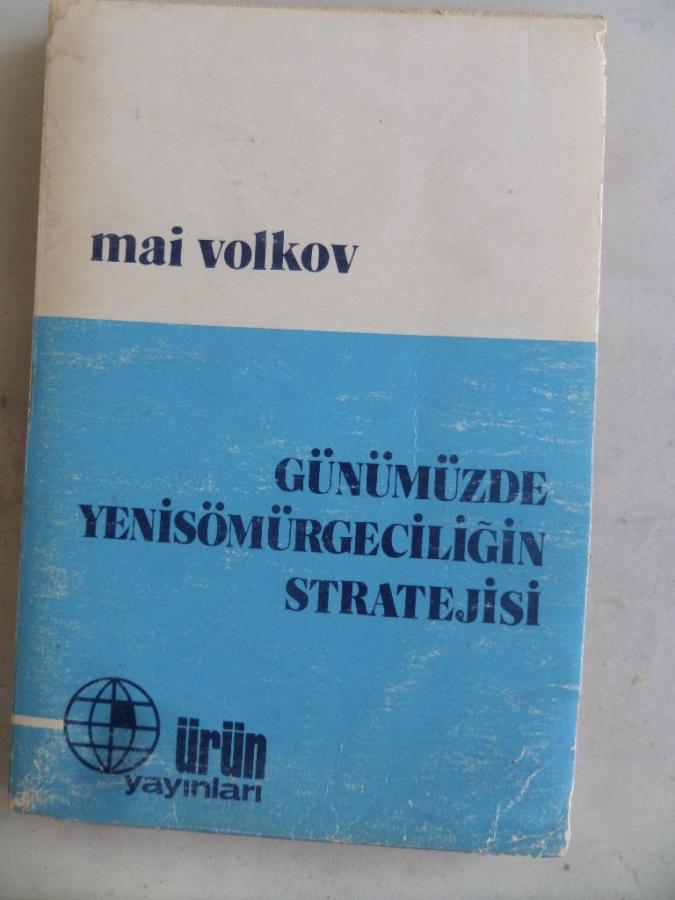 mai volkov
GÜNÜMÜZDE
YENİSÖMÜRGECİLİĞİN
STRATEJİSİ
ürün
yayınları